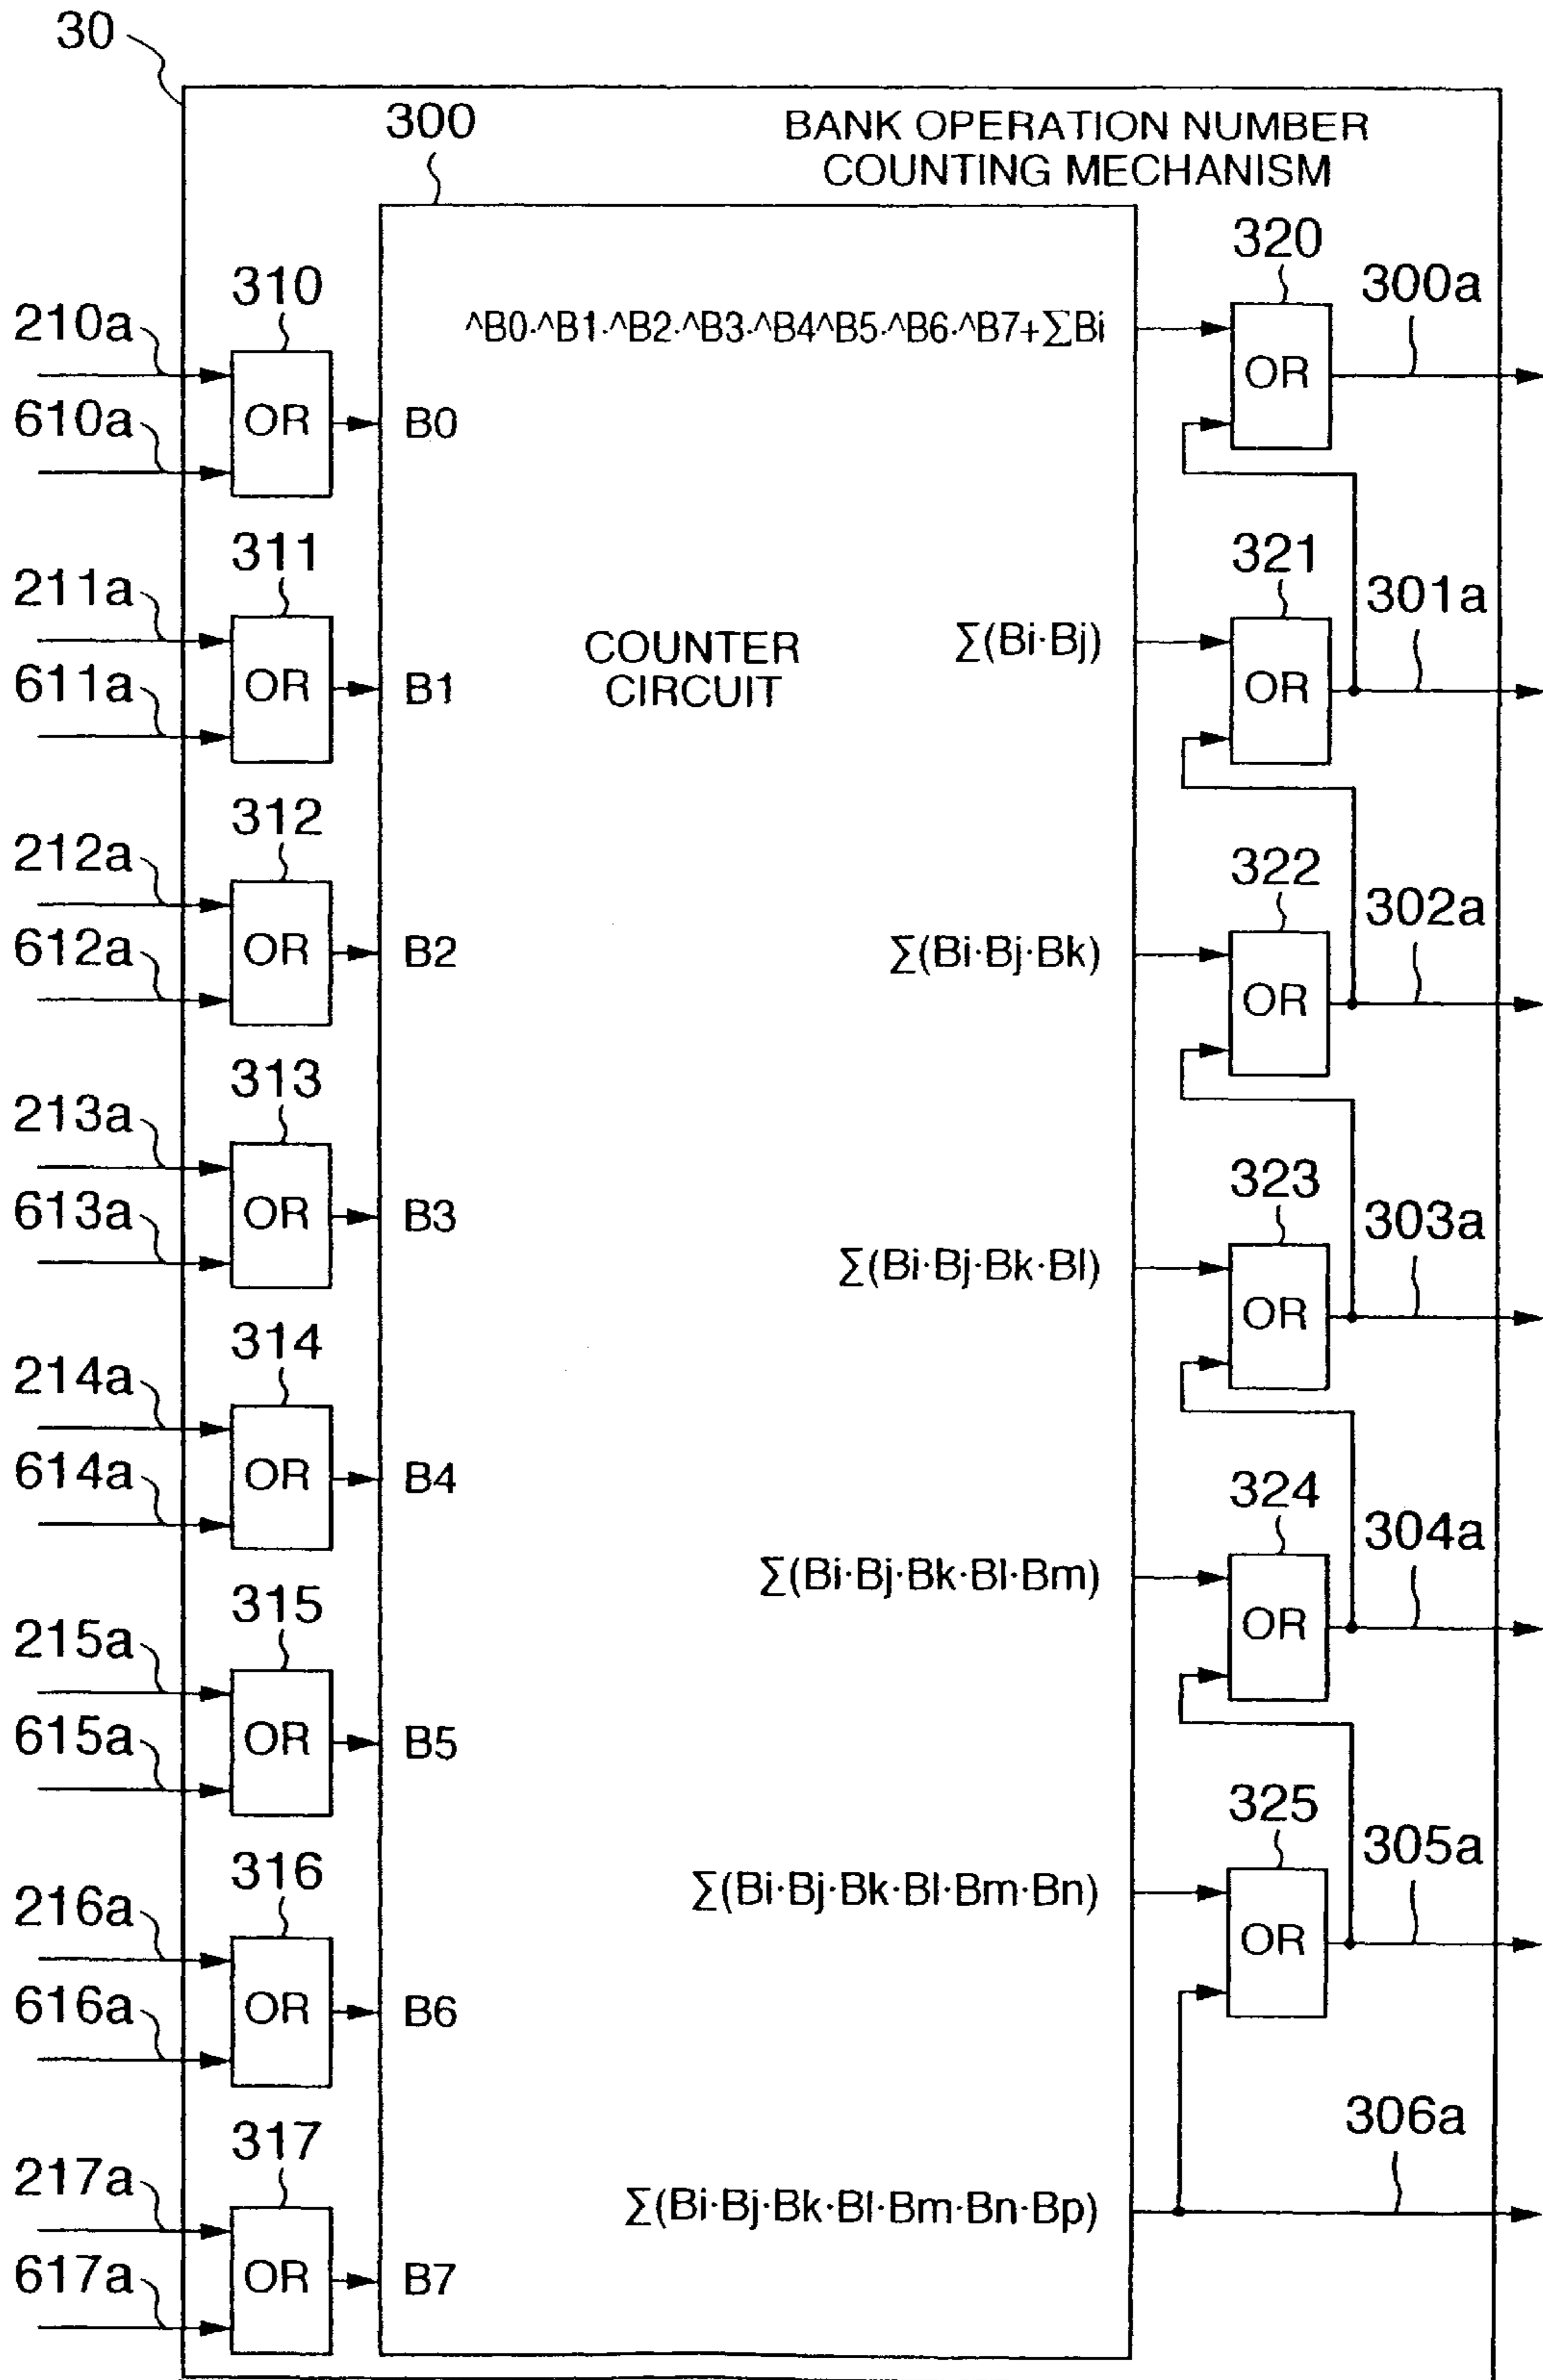 30
300
BANK OPERATION NUMBER
COUNTING MECHANISM
320
310
300a
210a
^B0·^B1·^B2·^B3·^B4^B5·^B6·^B7+∑Bi
OR
610a
OR
B0
311
321
211a
301a
COUNTER
CIRCUIT
∑(Bi·Bj)
611a
OR
B1
OR
312
322
212a
302a
612a
OR
B2
∑(Bi·Bj·Bk)
OR
313
323
213a
303a
613a
OR
B3
∑(Bi·Bj·Bk·Bl)
OR
314
324
214a
304a
614a
OR
B4
∑(Bi·Bj·Bk·Bl·Bm)
OR
315
325
215a
305a
615a
OR
B5
∑(Bi·Bj·Bk·Bl·Bm·Bn)
OR
316
216a
616a
OR
B6
317
306a
217a
∑(Bi·Bj·Bk·Bl·Bm·Bn·Bp)
617a
OR
B7